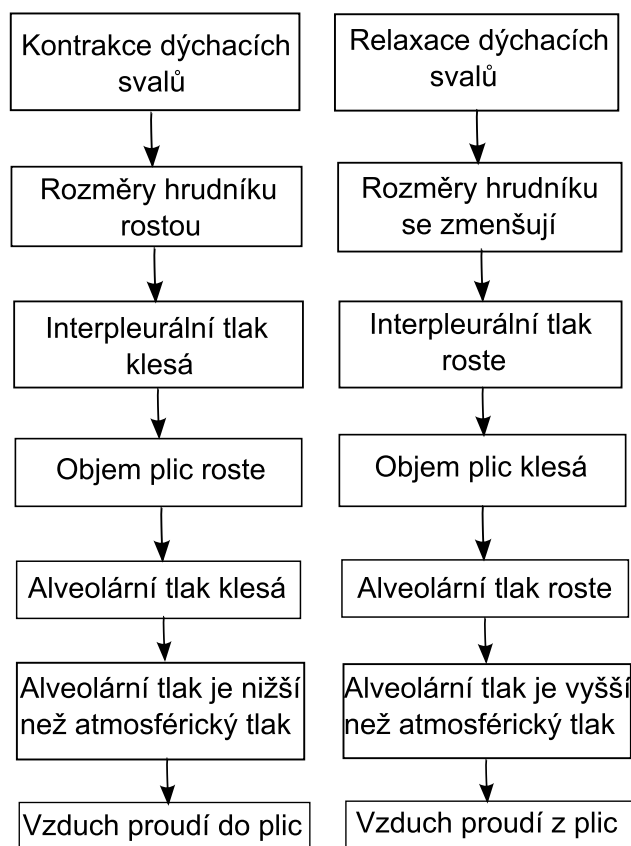 Kontrakce dýchacích
svalů
Rozměry hrudníku
rostou
Interpleurální tlak
klesá
Objem plic roste
Alveolární tlak klesá
Alveolární tlak je nižší
než atmosférický tlak
Vzduch proudí do plic
Relaxace dýchacích
svalů
Rozměry hrudníku
se zmenšují
Interpleurální tlak
roste
Objem plic klesá
Alveolární tlak roste
Alveolární tlak je vyšší
než atmosférický tlak
Vzduch proudí z plic